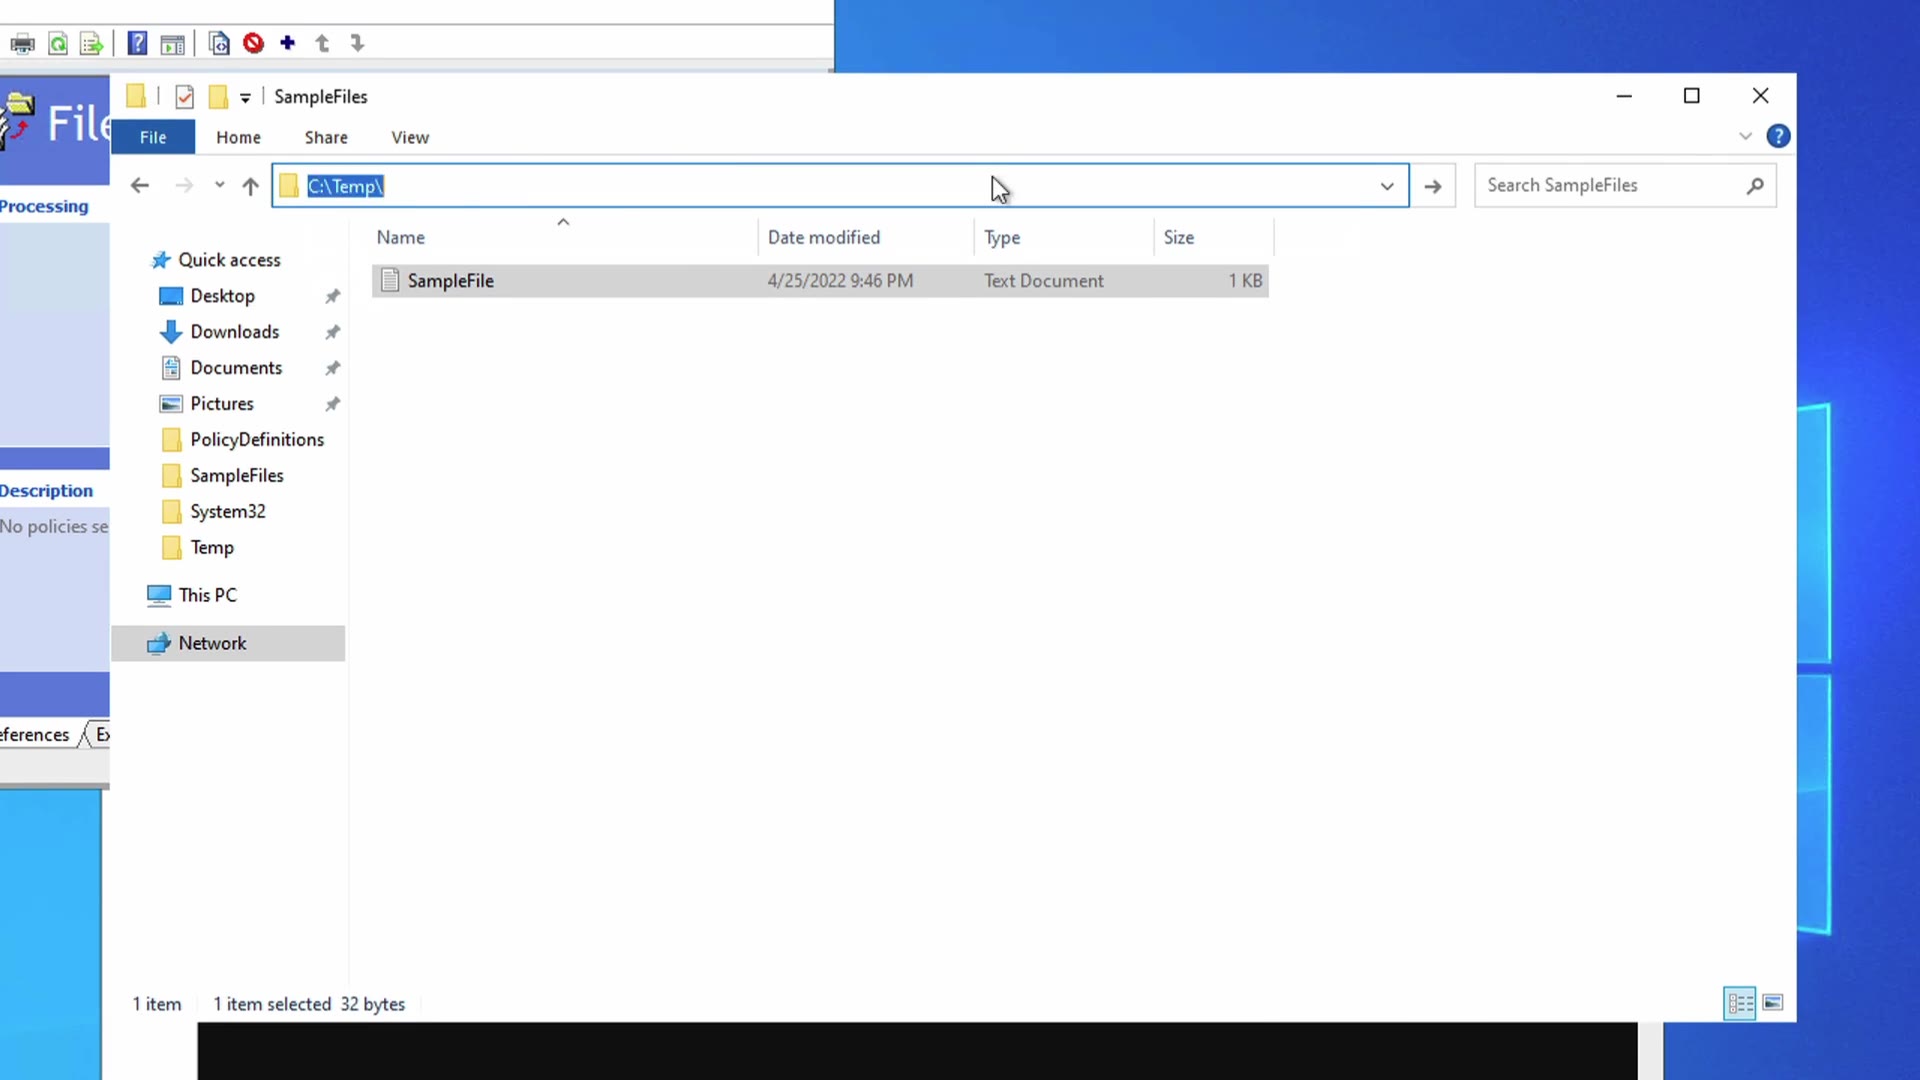 SampleFiles
File
File Home Share View
C:\Temp\
Search SampleFiles
Processing
Name Date modified Type Size
Quick access
SampleFile 4/25/2022 9:46 PM Text Document 1 KB
Desktop
Downloads
Documents
Pictures
PolicyDefinitions
SampleFiles
Description
System32
No policies se
Temp
This PC
Network
eferences Ex
1 item 1 item selected 32 bytes